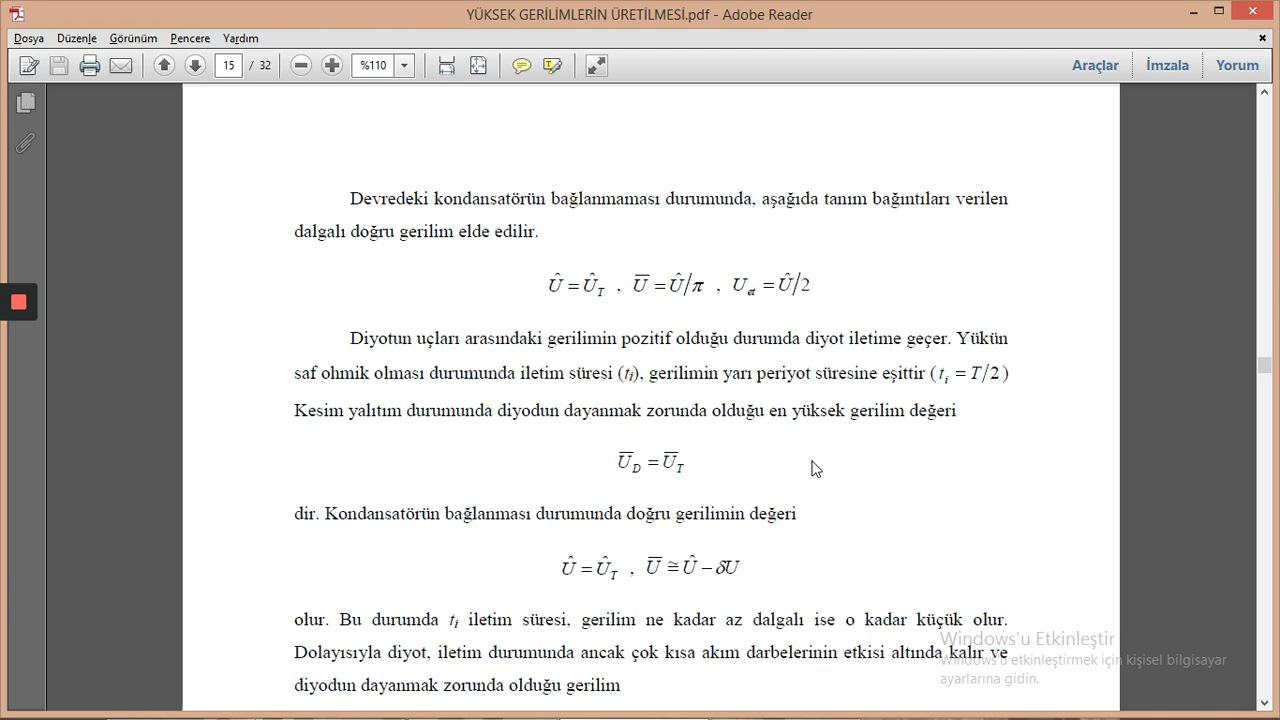 YÜKSEK GERİLİMLERİN ÜRETİLMESİ.pdf - Adobe Reader
Dosya Düzenle Görünüm Pencere Yardım
15 / 32 %110 Araçlar İmzala Yorum
Devredeki kondansatörün bağlanmaması durumunda, aşağıda tanım bağıntıları verilen
dalgalı doğru gerilim elde edilir.
Û = Û_T , U̅ = Û/π , U_et = Û/2
Diyotun uçları arasındaki gerilimin pozitif olduğu durumda diyot iletime geçer. Yükün
saf ohmik olması durumunda iletim süresi (t_i), gerilimin yarı periyot süresine eşittir ( t_i = T/2 )
Kesim yalıtım durumunda diyodun dayanmak zorunda olduğu en yüksek gerilim değeri
U̅_D = U̅_T
dir. Kondansatörün bağlanması durumunda doğru gerilimin değeri
Û = Û_T , U̅ ≅ Û − δU
olur. Bu durumda t_i iletim süresi, gerilim ne kadar az dalgalı ise o kadar küçük olur.
Dolayısıyla diyot, iletim durumunda ancak çok kısa akım darbelerinin etkisi altında kalır ve
diyodun dayanmak zorunda olduğu gerilim
Windows'u Etkinleştir
Windows'u etkinleştirmek için kişisel bilgisayar
ayarlarına gidin.